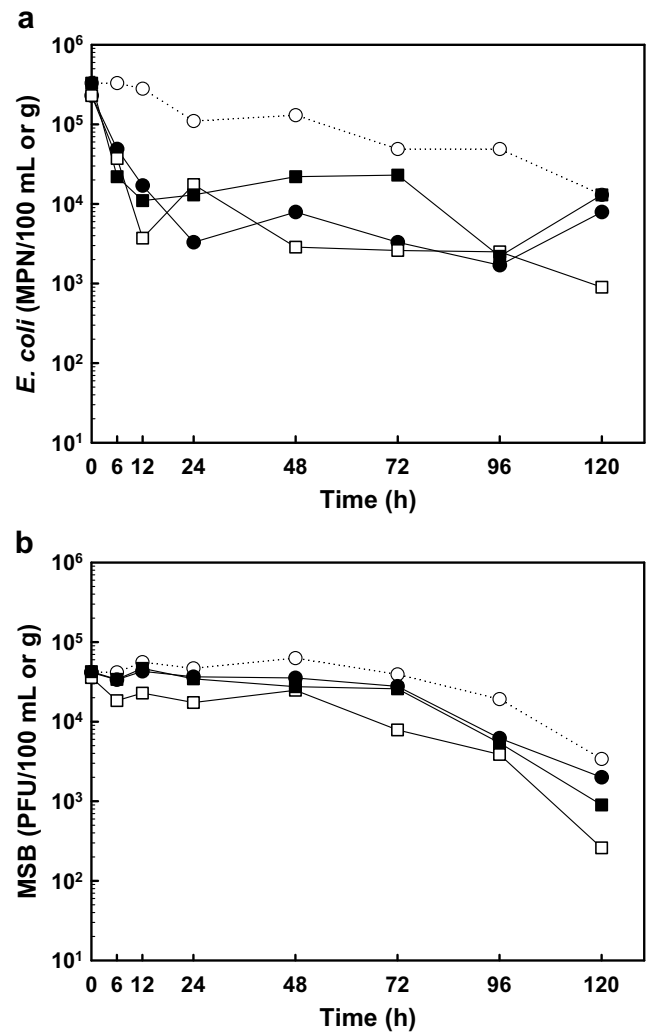 a
10⁶
10⁵
10⁴
10³
10²
10¹
E. coli (MPN/100 mL or g)
0 6 12 24 48 72 96 120
Time (h)
b
10⁶
10⁵
10⁴
10³
10²
10¹
MSB (PFU/100 mL or g)
0 6 12 24 48 72 96 120
Time (h)